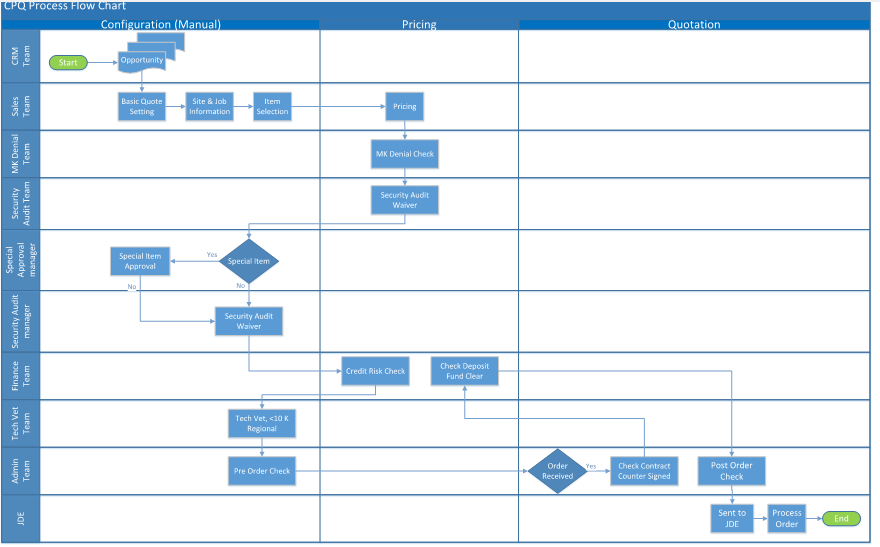 CPQ Process Flow Chart
Configuration (Manual)
Pricing
Quotation
CRM
Team
Start
Opportunity
Sales
Team
Basic Quote
Setting
Site & Job
Information
Item
Selection
Pricing
MK Denial
Team
MK Denial Check
Security
Audit Team
Security Audit
Waiver
Special
Approval
manager
Special Item
Approval
Yes
Special Item
No
No
Security Audit
manager
Security Audit
Waiver
Finance
Team
Credit Risk Check
Check Deposit
Fund Clear
Tech Vet
Team
Tech Vet, <10 K
Regional
Admin
Team
Pre Order Check
Order
Received
Yes
Check Contract
Counter Signed
Post Order
Check
JDE
Sent to
JDE
Process
Order
End